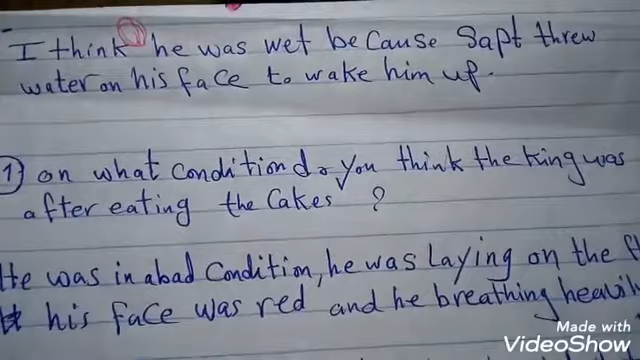 I think he was wet because Sapt threw
water on his face to wake him up.
1) on what condition do you think the king was
after eating the Cakes ?
He was in a bad Condition, he was Laying on the
his face was red and he breathing heavily
Made with
VideoShow